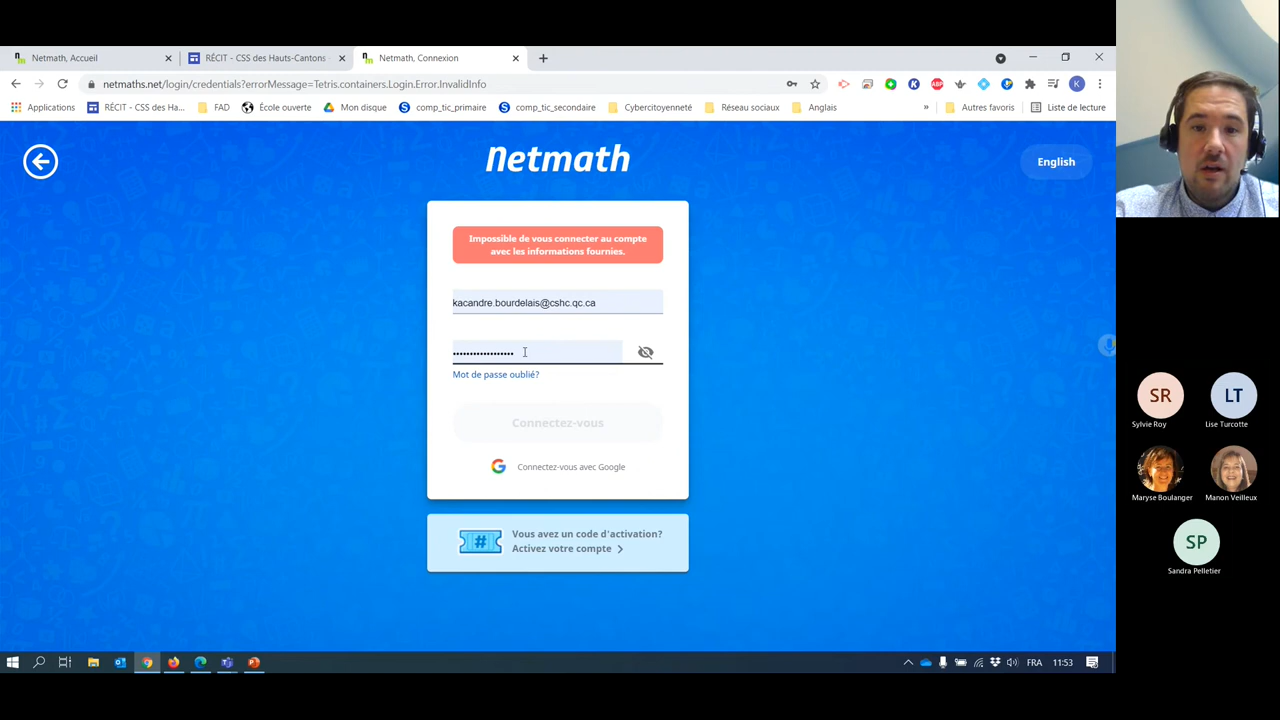 Netmath, Accueil
RÉCIT - CSS des Hauts-Cantons
Netmath, Connexion
netmaths.net/login/credentials?errorMessage=Tetris.containers.Login.Error.InvalidInfo
Applications
RÉCIT - CSS des Ha...
FAD
École ouverte
Mon disque
comp_tic_primaire
comp_tic_secondaire
Cybercitoyenneté
Réseau sociaux
Anglais
»
Autres favoris
Liste de lecture
Netmath
English
Impossible de vous connecter au compte
avec les informations fournies.
kacandre.bourdelais@cshc.qc.ca
••••••••••••••••••
Mot de passe oublié?
Connectez-vous
Connectez-vous avec Google
#
Vous avez un code d'activation?
Activez votre compte >
SR
Sylvie Roy
LT
Lise Turcotte
Maryse Boulanger
Manon Veilleux
SP
Sandra Pelletier
FRA
11:53